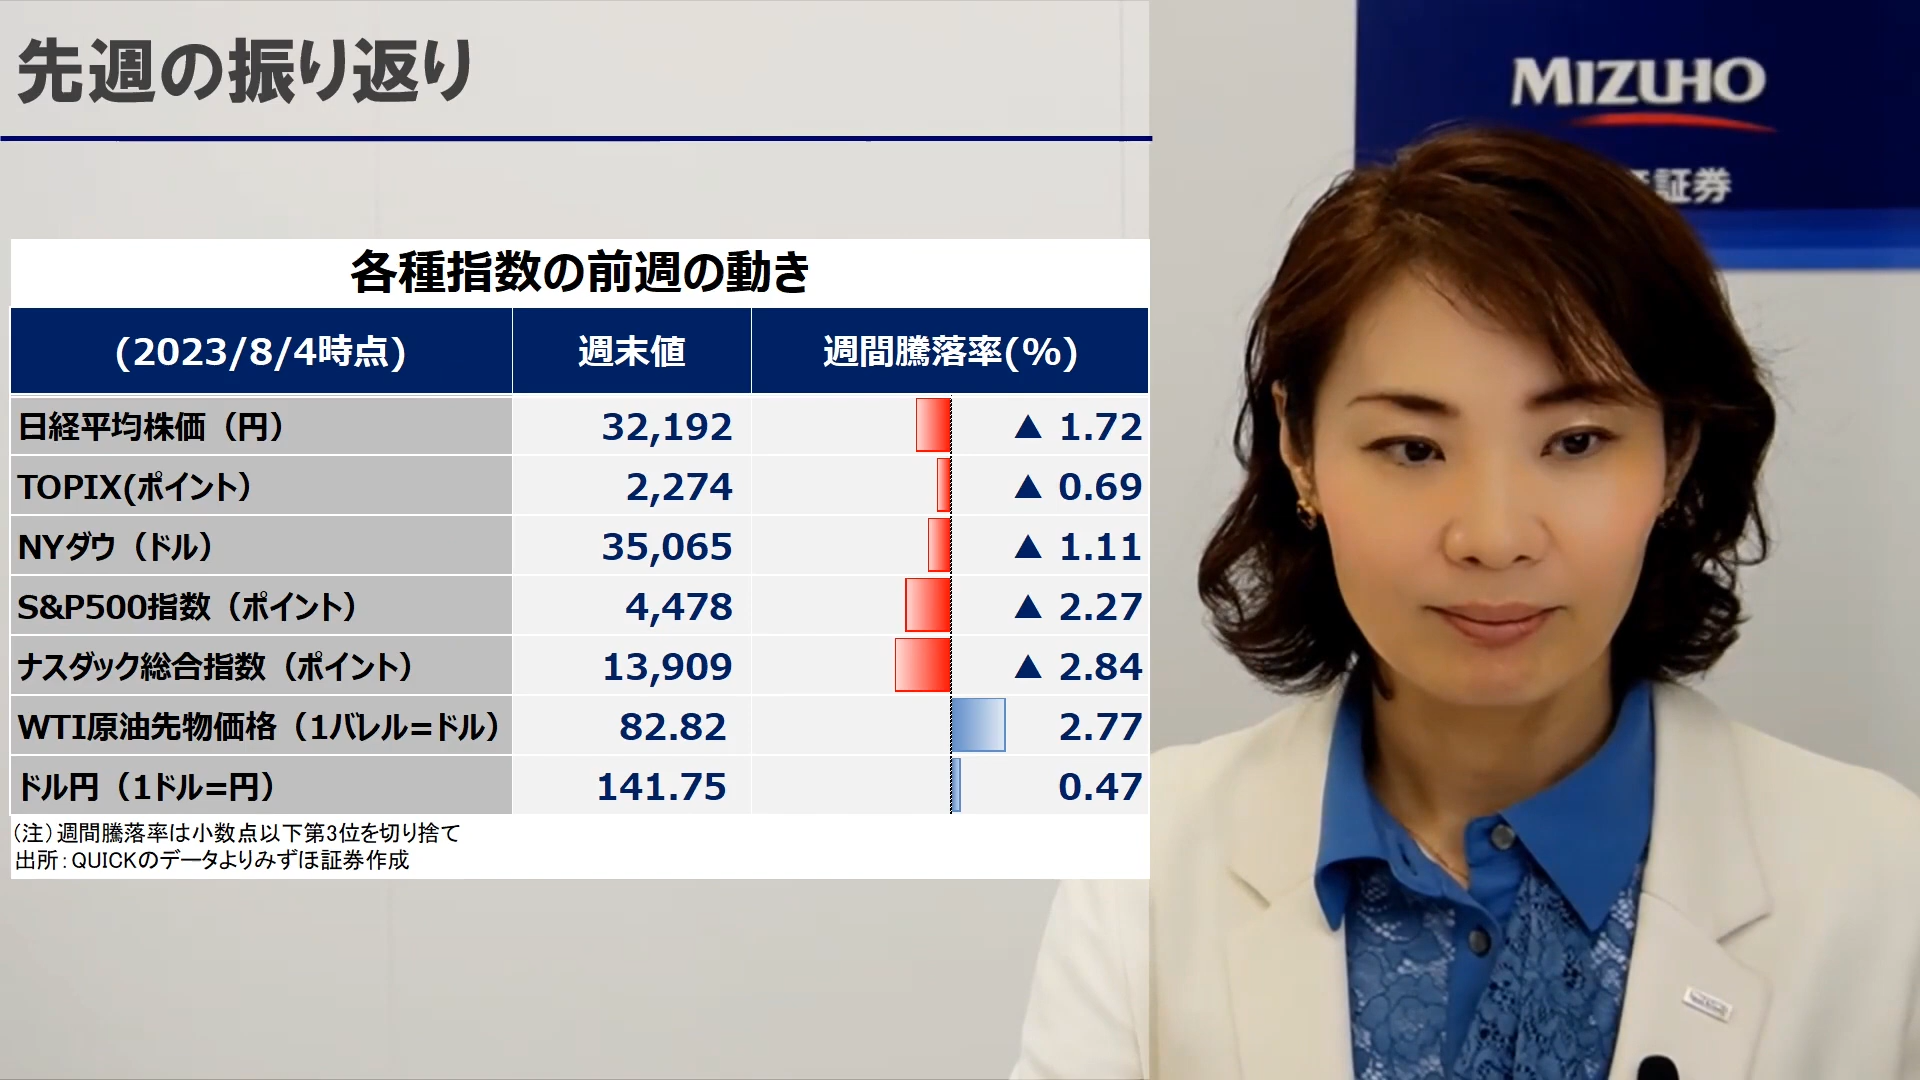 先週の振り返り
MIZUHO
証券
各種指数の前週の動き
(2023/8/4時点) 週末値 週間騰落率(%)
日経平均株価（円） 32,192 ▲ 1.72
TOPIX(ポイント） 2,274 ▲ 0.69
NYダウ（ドル） 35,065 ▲ 1.11
S&P500指数（ポイント） 4,478 ▲ 2.27
ナスダック総合指数（ポイント） 13,909 ▲ 2.84
WTI原油先物価格（1バレル=ドル） 82.82 2.77
ドル円（1ドル=円） 141.75 0.47
（注）週間騰落率は小数点以下第3位を切り捨て
出所：QUICKのデータよりみずほ証券作成